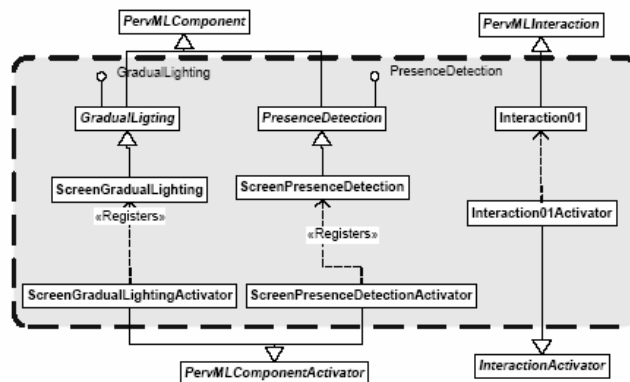 PervMLComponent
PervMLInteraction
GradualLighting
PresenceDetection
GradualLigting
PresenceDetection
Interaction01
ScreenGradualLighting
ScreenPresenceDetection
«Registers»
Interaction01Activator
«Registers»
ScreenGradualLightingActivator
ScreenPresenceDetectionActivator
PervMLComponentActivator
InteractionActivator